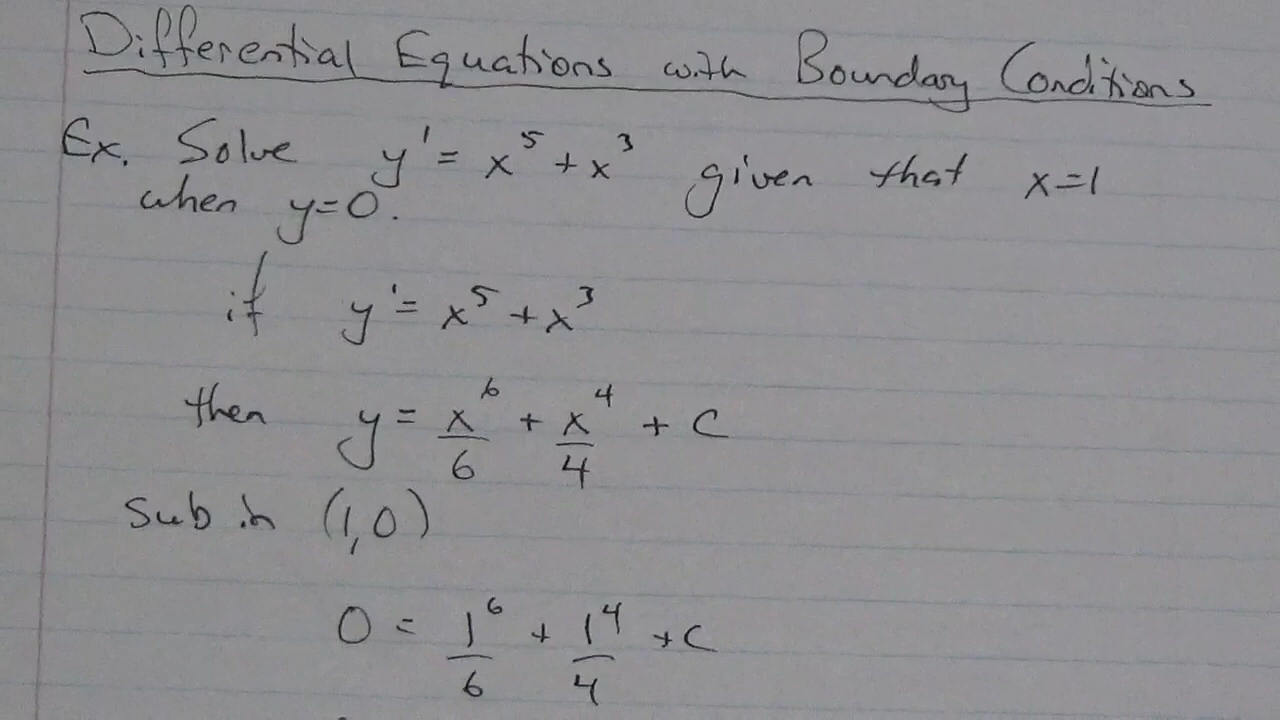 Differential Equations with Boundary Conditions
Ex. Solve y' = x^5 + x^3 given that x=1
when y=0.
if y' = x^5 + x^3
then y = x^6/6 + x^4/4 + C
Sub in (1,0)
0 = 1^6/6 + 1^4/4 + C